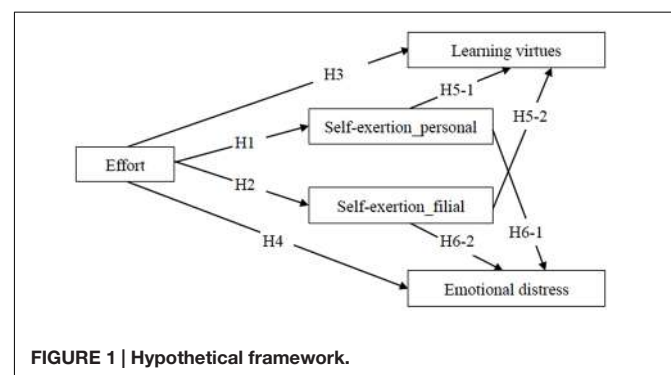 Learning virtues
H3
H5-1
H5-2
Self-exertion_personal
H1
Effort
H2
Self-exertion_filial
H6-1
H6-2
H4
Emotional distress
FIGURE 1 | Hypothetical framework.